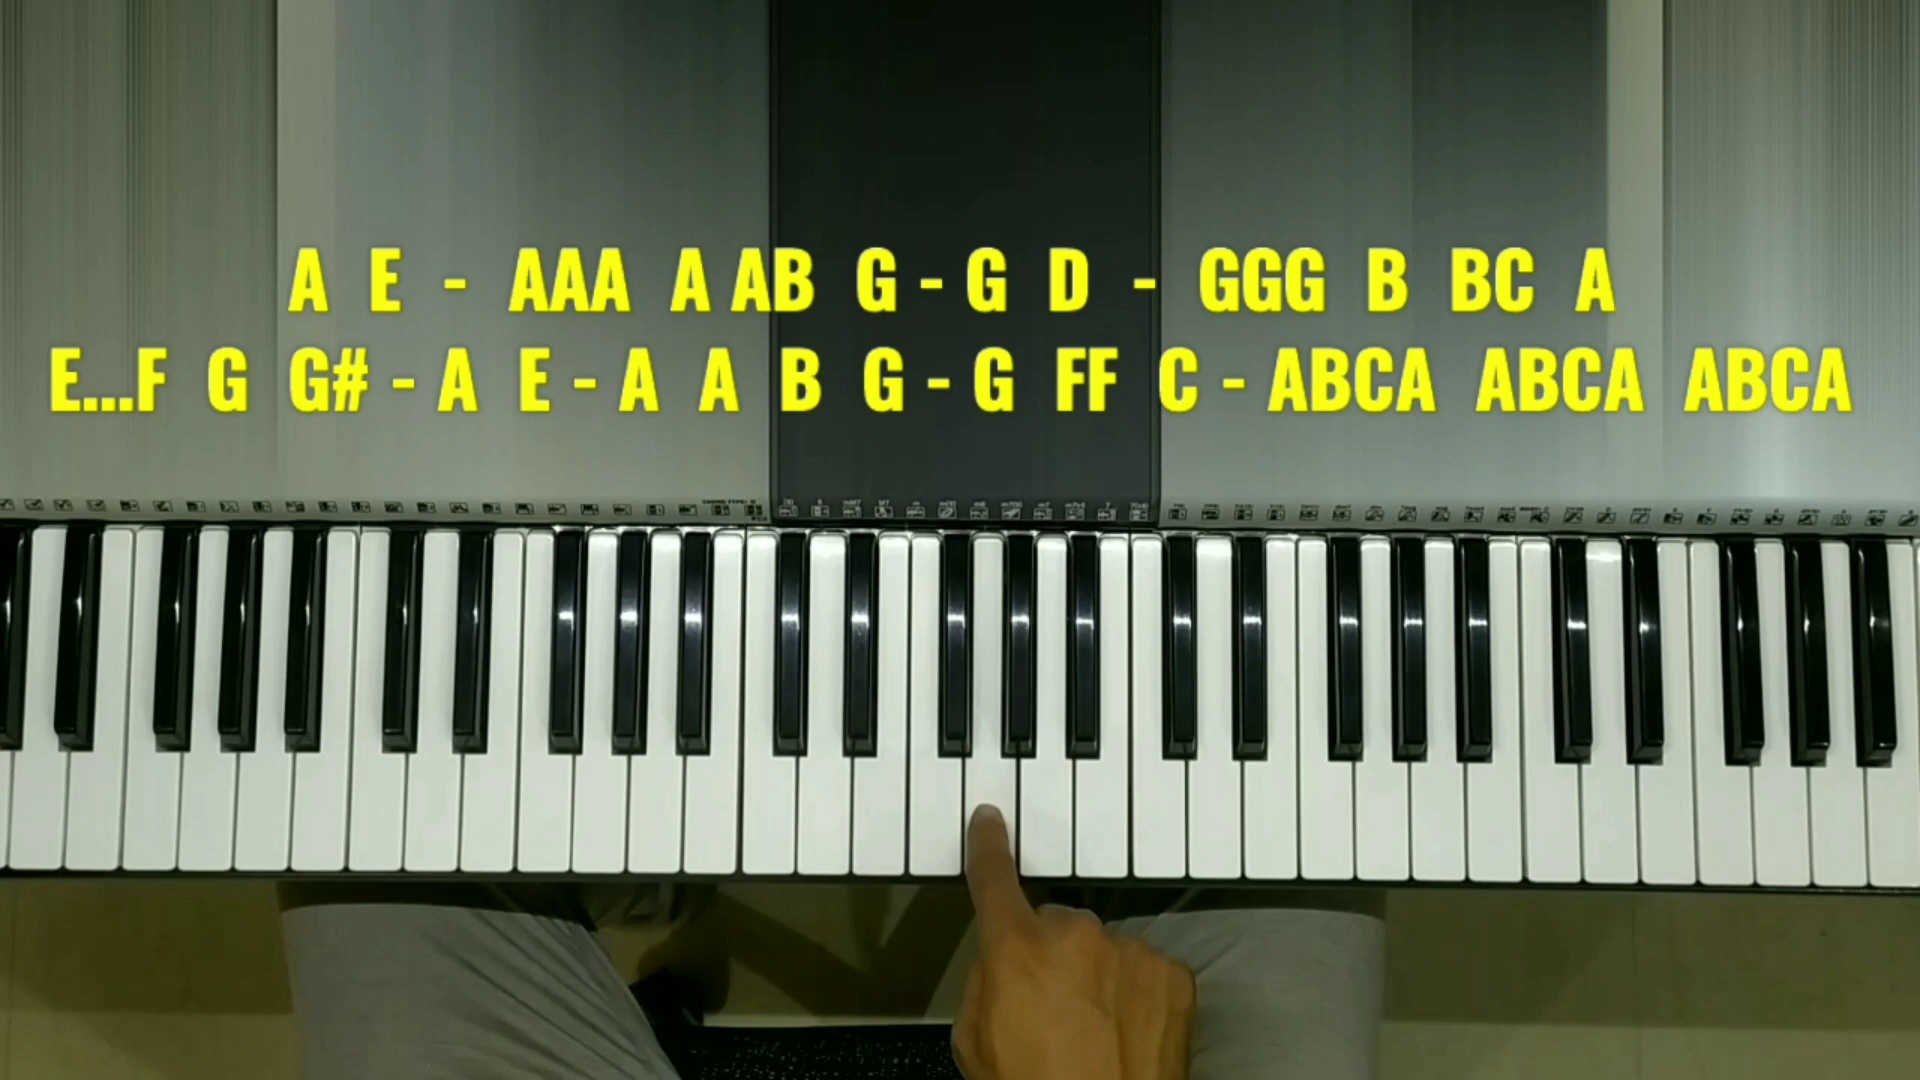 A E - AAA A AB G - G D - GGG B BC A
E...F G G# - A E - A A B G - G FF C - ABCA ABCA ABCA